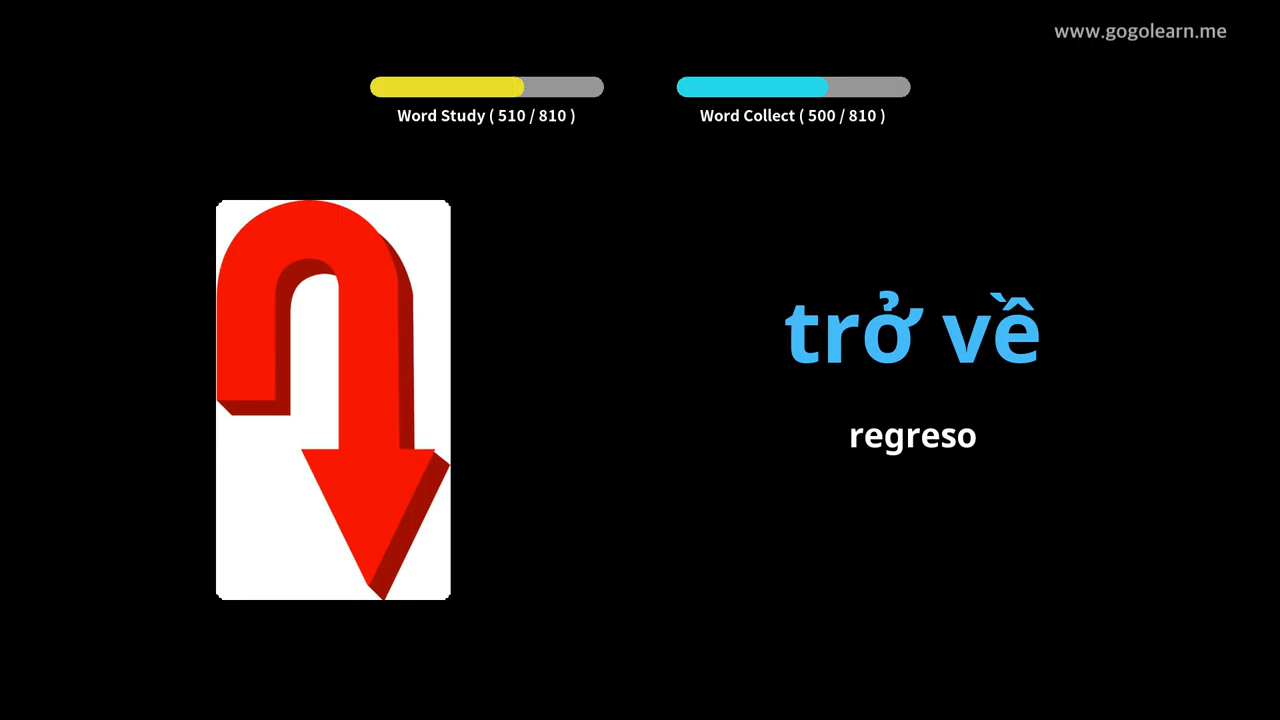 www.gogolearn.me
Word Study ( 510 / 810 )
Word Collect ( 500 / 810 )
trở về
regreso